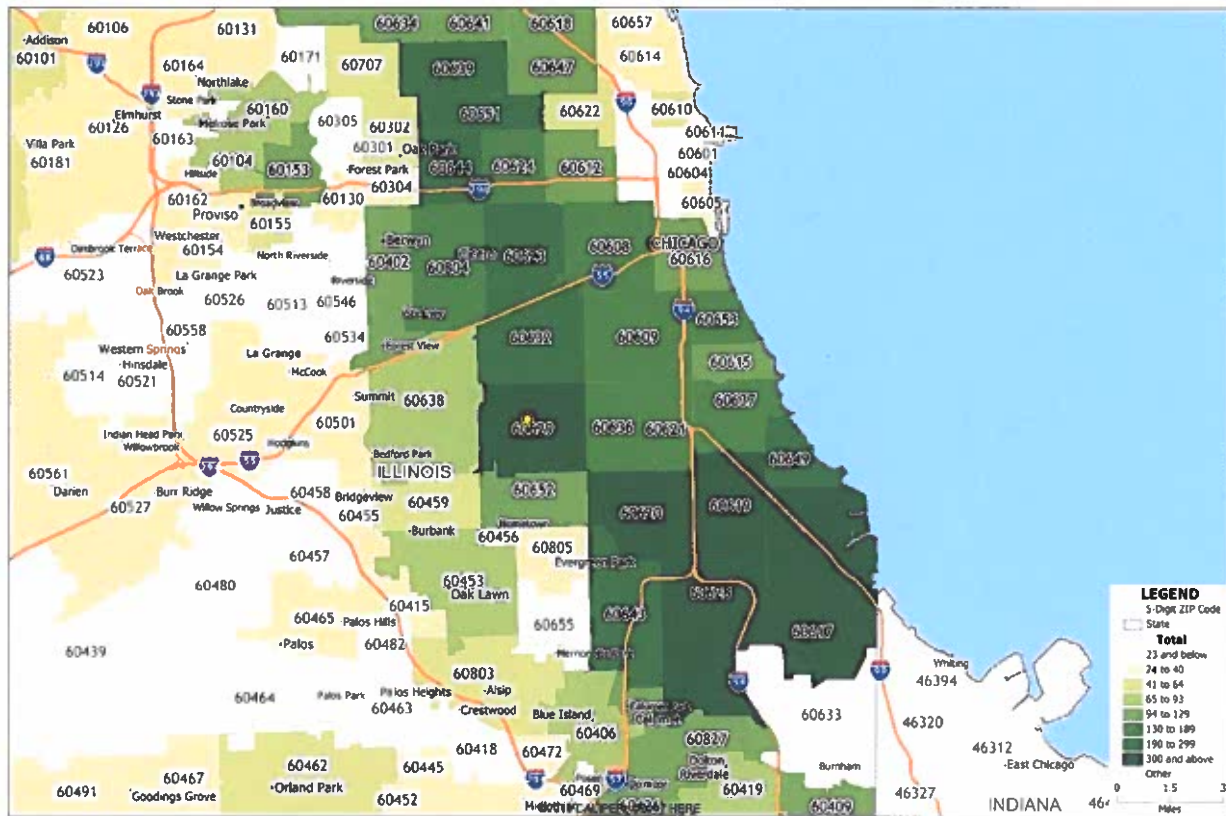 60106
60131
60634
60641
60618
60657
Addison
60101
60164
60171
60707
60639
60647
60614
Northlake
Stone Park
60160
60651
60622
60610
Elmhurst
60126
Melrose Park
60305
60302
60611
60163
60301
Oak Park
60601
Villa Park
60181
60104
60153
60644
60624
60612
Hillside
Forest Park
60604
60162
60304
290
60130
60605
Proviso
Broadview
60155
Westchester
60154
North Riverside
Berwyn
60402
60804
Cicero
60623
60608
CHICAGO
60616
60523
La Grange Park
Riverside
55
Oak Brook
60526
60513
60546
60653
60534
Forest View
60632
60609
60558
Western Springs
Hinsdale
La Grange
McCook
60615
60514
60521
Summit
60638
60637
Countryside
60501
60629
60636
60621
Indian Head Park
Willowbrook
60525
Hodgkins
Bedford Park
ILLINOIS
60649
60561
Darien
Burr Ridge
60458
Bridgeview
60459
60652
60527
Willow Springs
Justice
60455
60620
60619
Burbank
Hometown
60456
60457
60805
Evergreen Park
60480
60453
Oak Lawn
60415
60465
Palos Hills
60643
60655
60617
60439
Palos
60482
60803
60464
Palos Park
Palos Heights
60463
Alsip
Crestwood
Blue Island
60406
60633
Whiting
46394
60418
60472
60827
Dolton
Riverdale
46320
60462
60445
46312
East Chicago
60467
60469
Burnham
60491
Goodings Grove
Orland Park
60452
57
60419
60409
46327
INDIANA
LEGEND
5-Digit ZIP Code
State
Total
23 and below
24 to 40
41 to 64
65 to 93
94 to 129
130 to 189
190 to 299
300 and above
Other
0 1.5 3
Miles